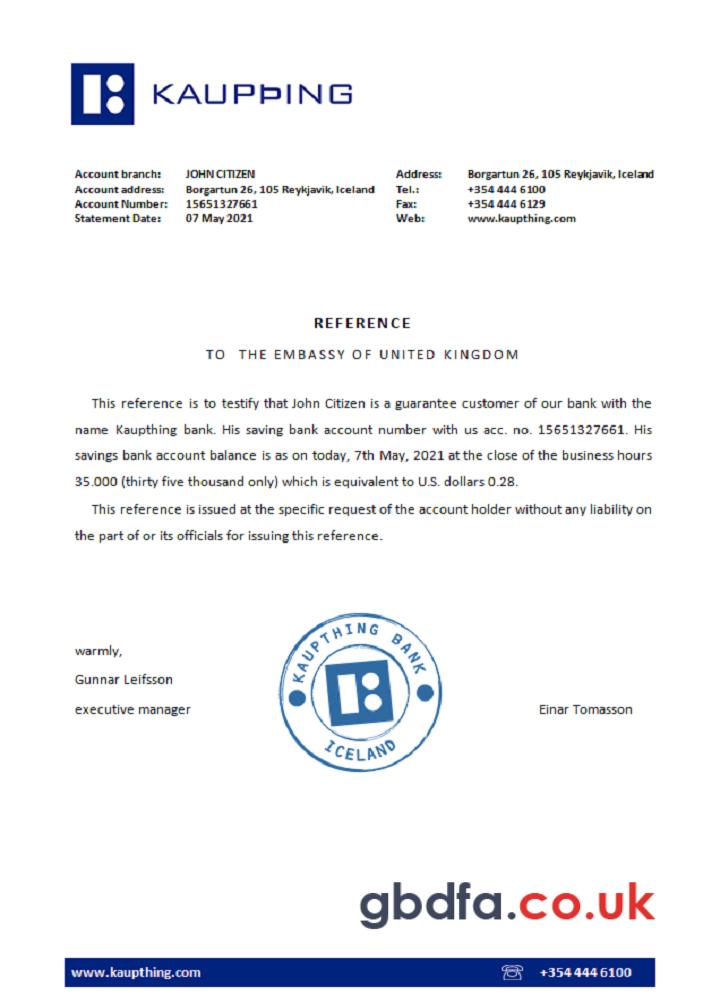 KAUPÞING
Account branch: JOHN CITIZEN Address: Borgartun 26, 105 Reykjavik, Iceland
Account address: Borgartun 26, 105 Reykjavik, Iceland Tel.: +354 444 6100
Account Number: 15651327661 Fax: +354 444 6129
Statement Date: 07 May 2021 Web: www.kaupthing.com
REFERENCE
TO THE EMBASSY OF UNITED KINGDOM
This reference is to testify that John Citizen is a guarantee customer of our bank with the
name Kaupthing bank. His saving bank account number with us acc. no. 15651327661. His
savings bank account balance is as on today, 7th May, 2021 at the close of the business hours
35.000 (thirty five thousand only) which is equivalent to U.S. dollars 0.28.
This reference is issued at the specific request of the account holder without any liability on
the part of or its officials for issuing this reference.
warmly,
Gunnar Leifsson
executive manager
KAUPTHING BANK
ICELAND
Einar Tomasson
gbdfa.co.uk
www.kaupthing.com +354 444 6100